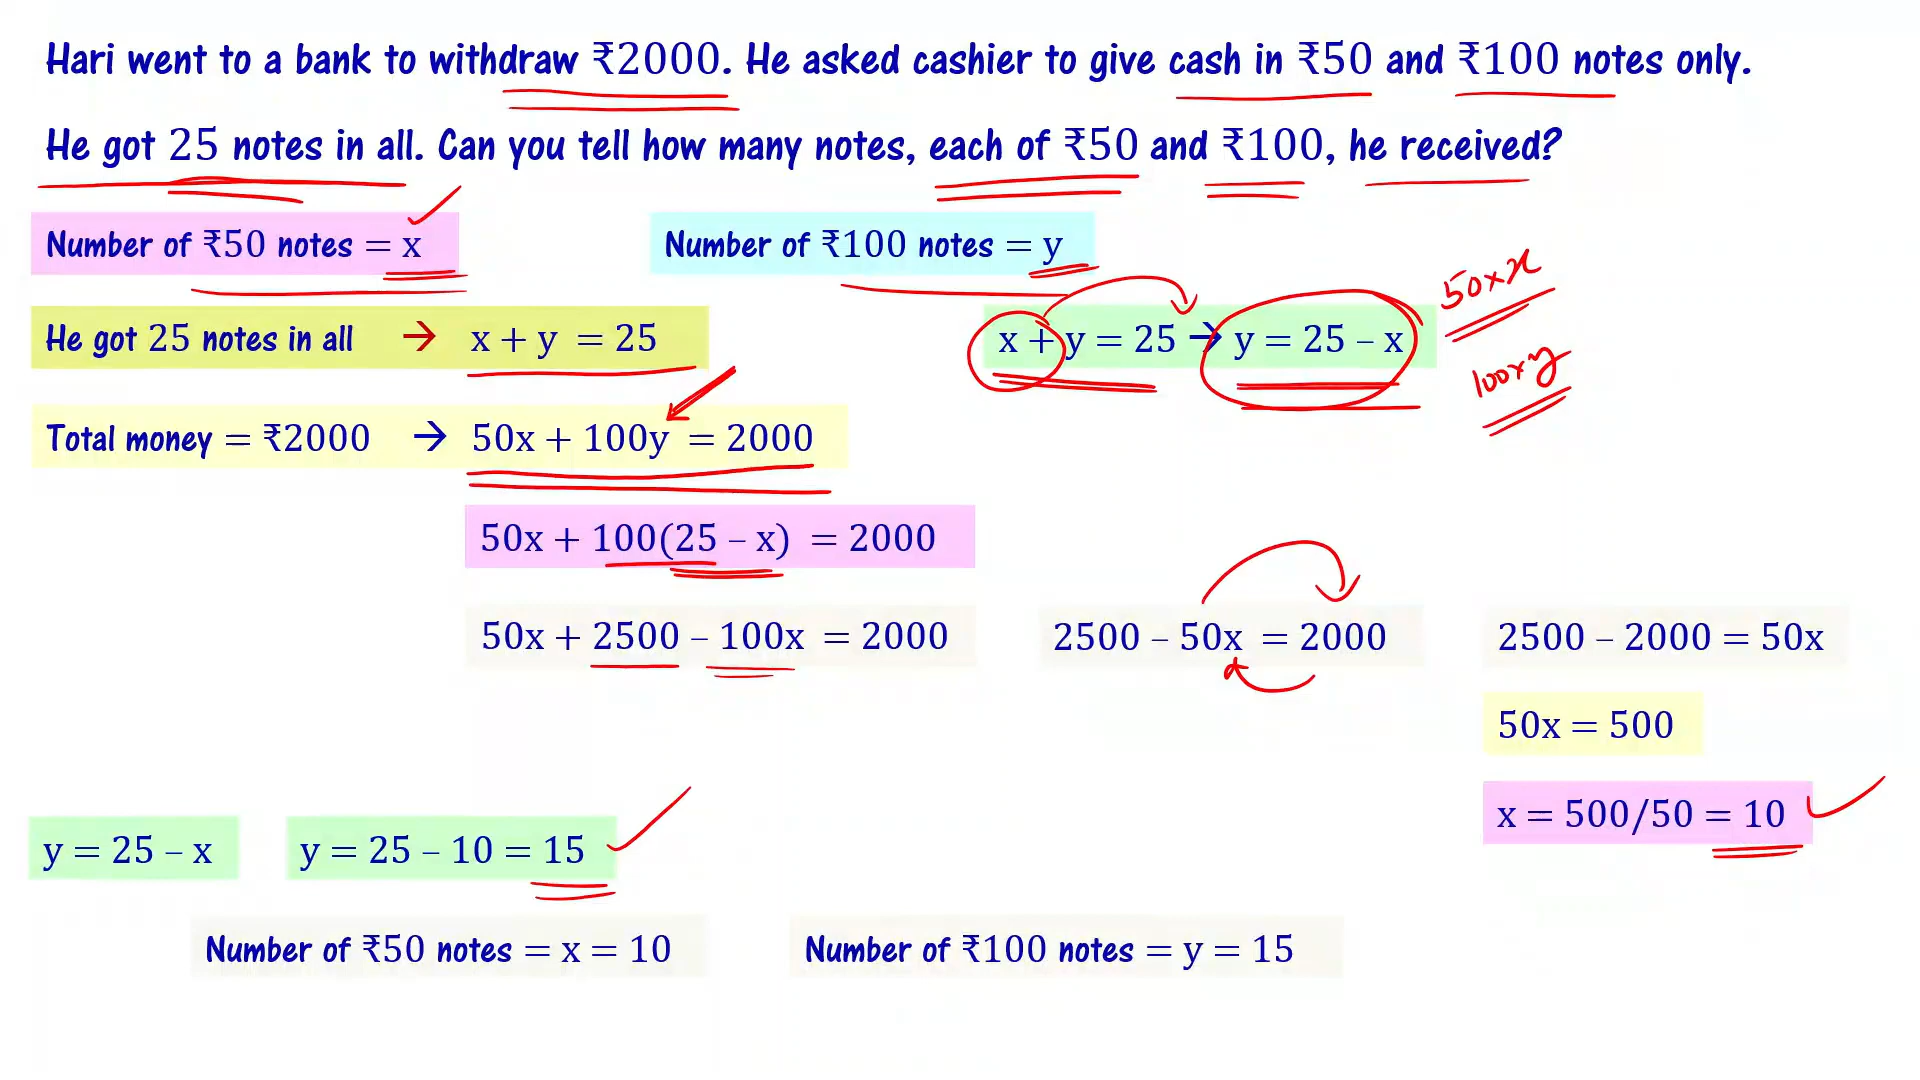 Hari went to a bank to withdraw ₹2000. He asked cashier to give cash in ₹50 and ₹100 notes only.
He got 25 notes in all. Can you tell how many notes, each of ₹50 and ₹100, he received?
Number of ₹50 notes = x
Number of ₹100 notes = y
50 × x
He got 25 notes in all → x + y = 25
x + y = 25 → y = 25 – x
100 × y
Total money = ₹2000 → 50x + 100y = 2000
50x + 100(25 – x) = 2000
50x + 2500 – 100x = 2000
2500 – 50x = 2000
2500 – 2000 = 50x
50x = 500
x = 500/50 = 10
y = 25 – x
y = 25 – 10 = 15
Number of ₹50 notes = x = 10
Number of ₹100 notes = y = 15